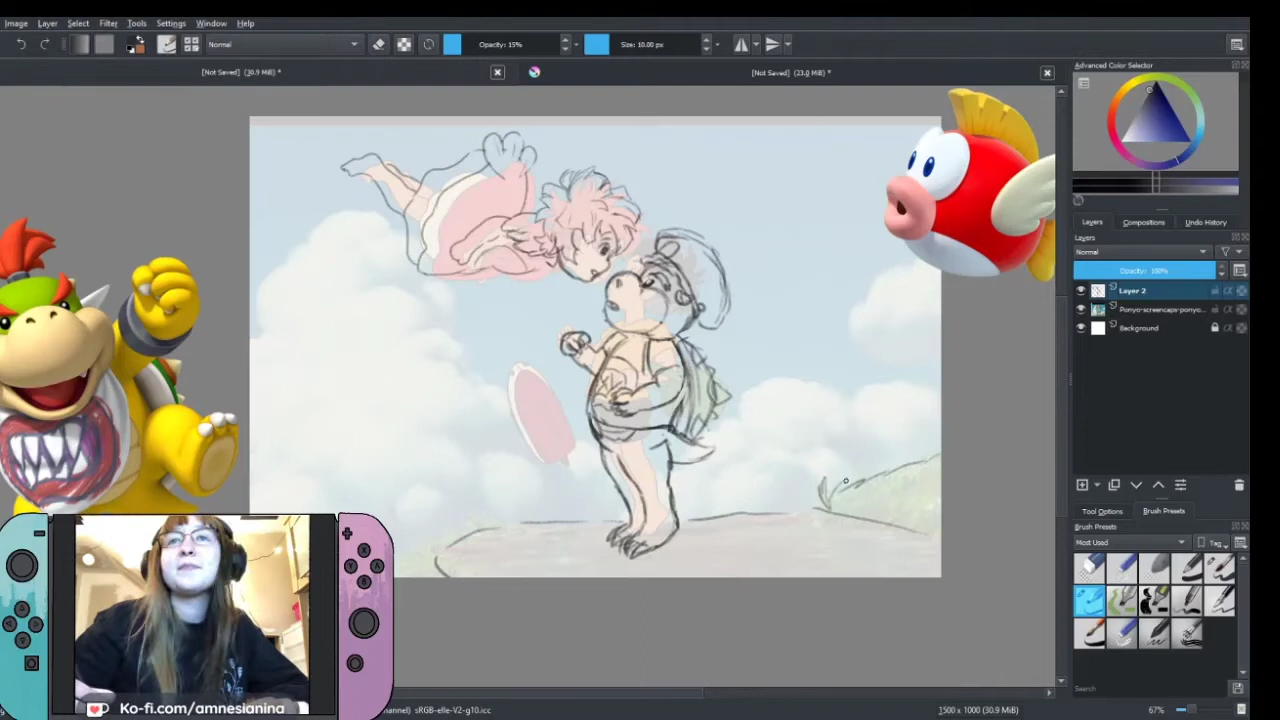 Image Layer Select Filter Tools Settings Window Help
Normal Opacity: 15% Size: 10.00 px
[Not Saved] (30.9 MiB) * [Not Saved] (23.0 MiB) *
Advanced Color Selector
Layers Compositions Undo History
Layers
Normal
Opacity: 100%
Layer 2
Ponyo-screencaps-ponyo...
Background
Tool Options Brush Presets
Brush Presets
Most Used Tag
Search
X
Y A
B
Ko-fi.com/amnesianina
hannel) sRGB-elle-V2-g10.icc 1500 x 1000 (30.9 MiB) 67%